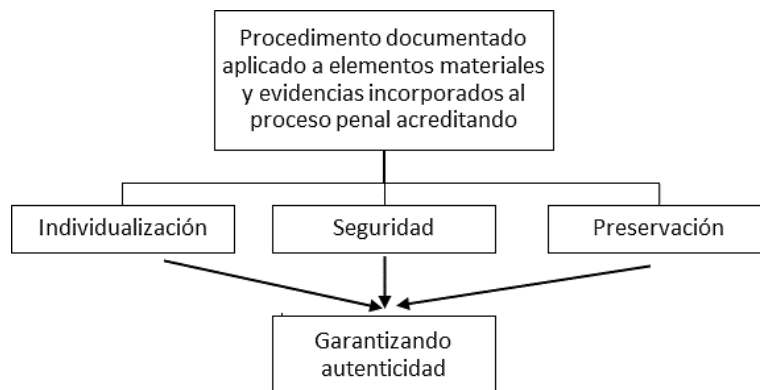 Procedimento documentado
aplicado a elementos materiales
y evidencias incorporados al
proceso penal acreditando
Individualización
Seguridad
Preservación
Garantizando
autenticidad